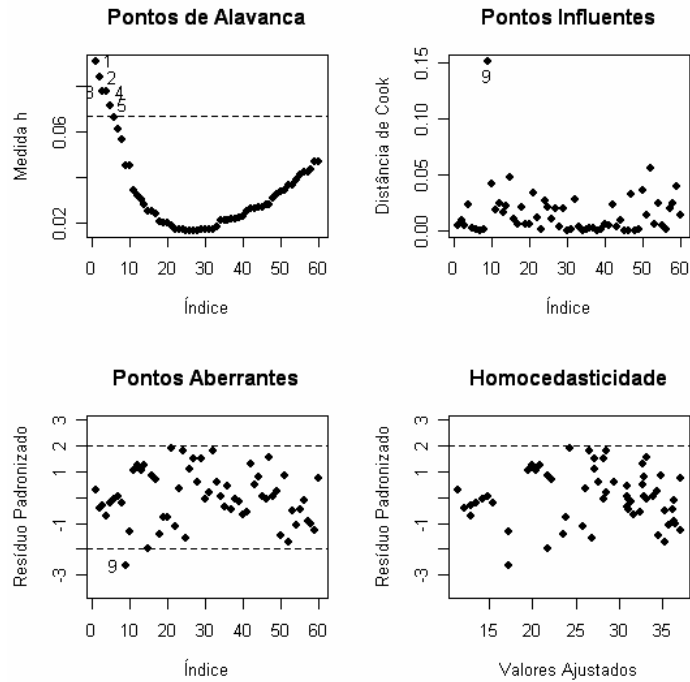 Pontos de Alavanca
Medida h
0.02 0.06
1
2
3 4
5
0 10 20 30 40 50 60
Índice
Pontos Influentes
Distância de Cook
0.00 0.05 0.10 0.15
9
0 10 20 30 40 50 60
Índice
Pontos Aberrantes
Resíduo Padronizado
-3 -1 1 2 3
9
0 10 20 30 40 50 60
Índice
Homocedasticidade
Resíduo Padronizado
-3 -1 1 2 3
15 20 25 30 35
Valores Ajustados